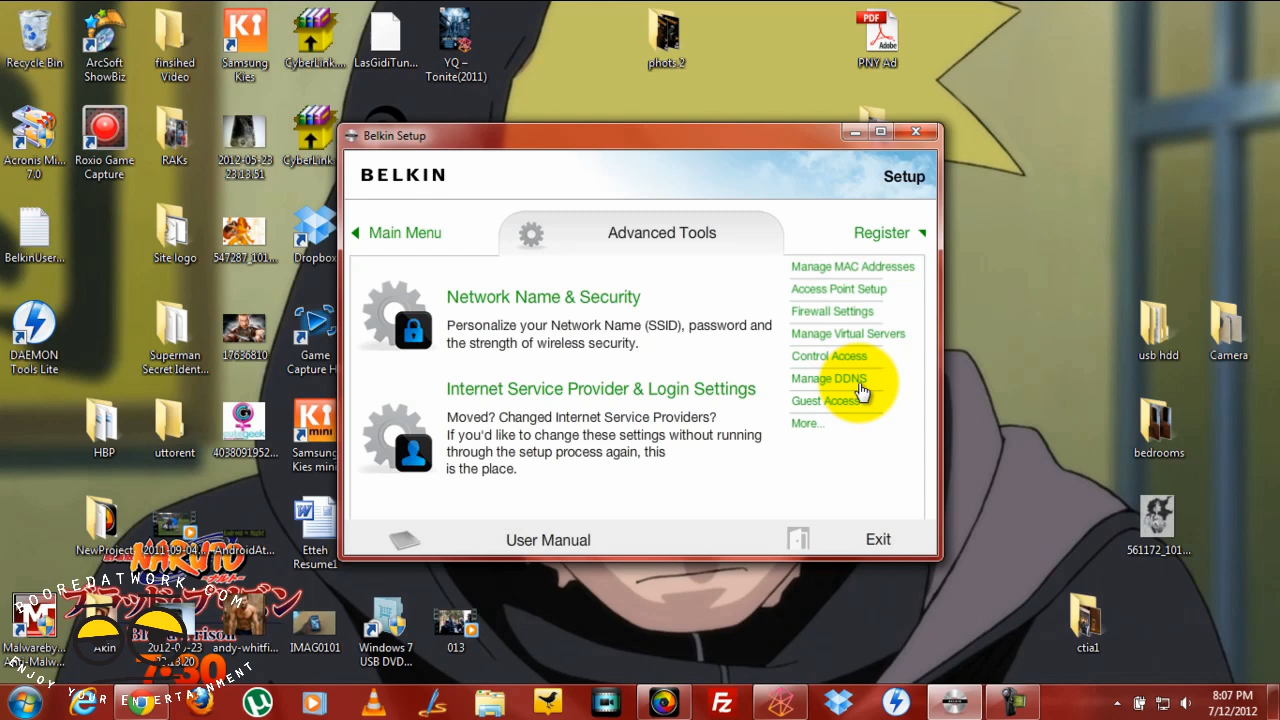 Recycle Bin
ArcSoft
ShowBiz
finsihed
Video
Samsung
Kies
CyberLink....
LasGidiTun...
YQ –
Tonite(2011)
phots.2
PNY Ad
Acronis Mi...
7.0
Roxio Game
Capture
RAKs
2012-05-23
23.13.51
CyberLink
BelkinUser...
Site logo
547287_101...
Dropbox
DAEMON
Tools Lite
Superman
Secret Ident...
17636810
Game
Capture H
HBP
uttorent
4038091952...
Samsung
Kies mini
NewProject
2011-09-04...
AndroidAt...
Etteh
Resume1
Malwareby...
Anti-Malw...
Akin
2012-05-23
23.13.20
andy-whitfi...
IMAG0101
Windows 7
USB DVD...
013
usb hdd
Camera
bedrooms
561172_101...
ctia1
Belkin Setup
BELKIN
Setup
Main Menu
Advanced Tools
Register
Network Name & Security
Personalize your Network Name (SSID), password and
the strength of wireless security.
Internet Service Provider & Login Settings
Moved? Changed Internet Service Providers?
If you'd like to change these settings without running
through the setup process again, this
is the place.
Manage MAC Addresses
Access Point Setup
Firewall Settings
Manage Virtual Servers
Control Access
Manage DDNS
Guest Access
More...
User Manual
Exit
NARUTO
BOOREDATWORK.COM
ENJOY YOUR ENTERTAINMENT
7:30
8:07 PM
7/12/2012